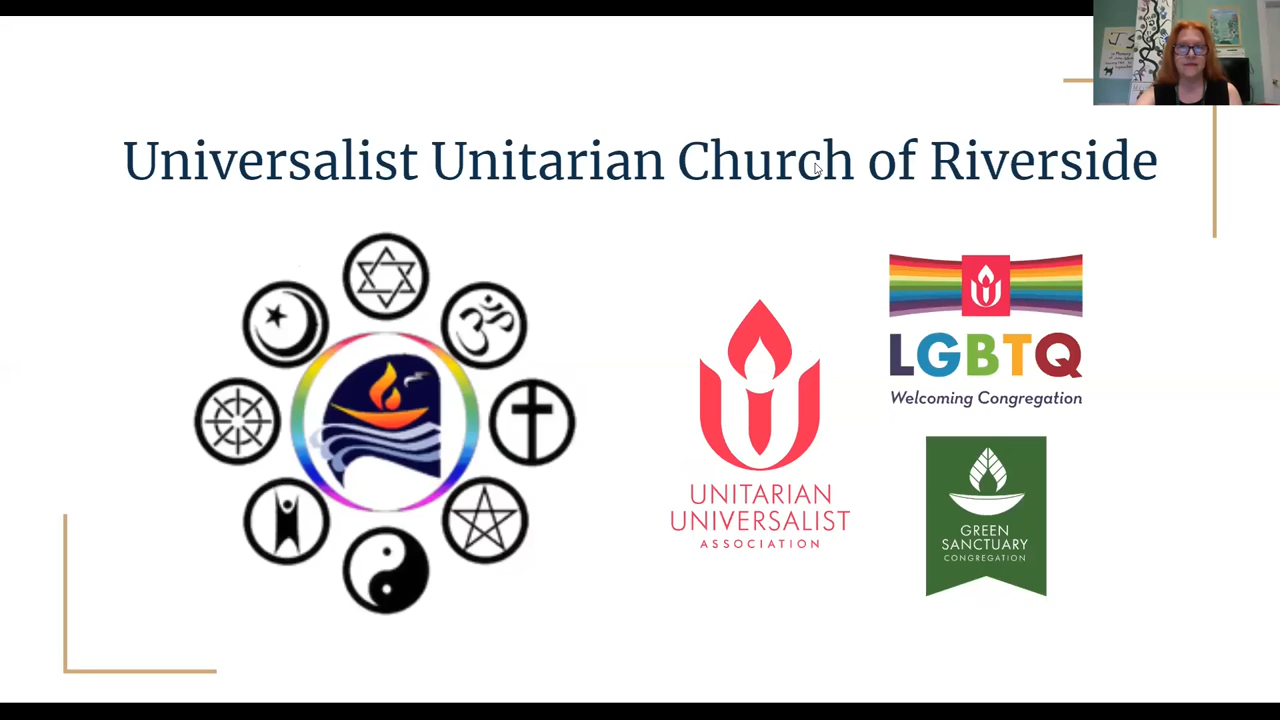 Universalist Unitarian Church of Riverside
UNITARIAN
UNIVERSALIST
ASSOCIATION
LGBTQ
Welcoming Congregation
GREEN
SANCTUARY
CONGREGATION